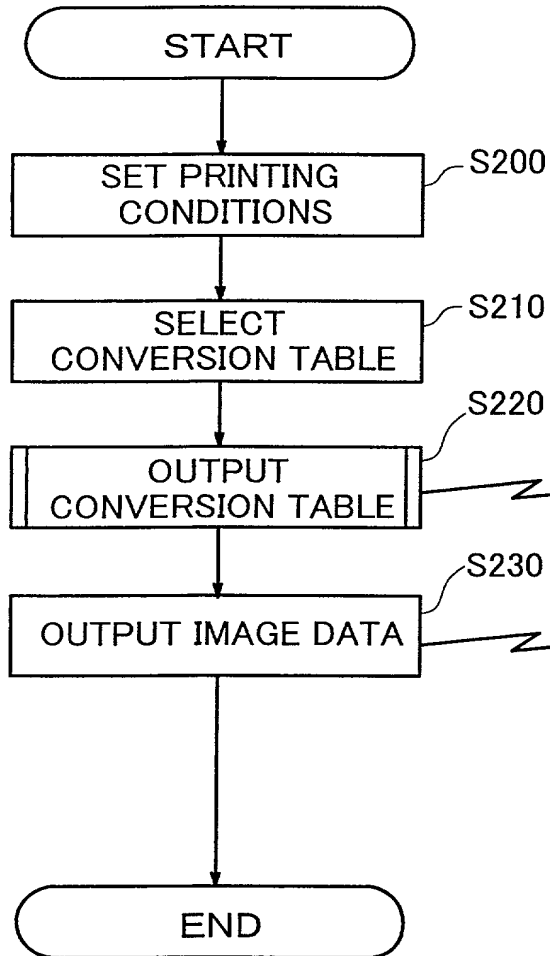 START
S200
SET PRINTING
CONDITIONS
S210
SELECT
CONVERSION TABLE
S220
OUTPUT
CONVERSION TABLE
S230
OUTPUT IMAGE DATA
END